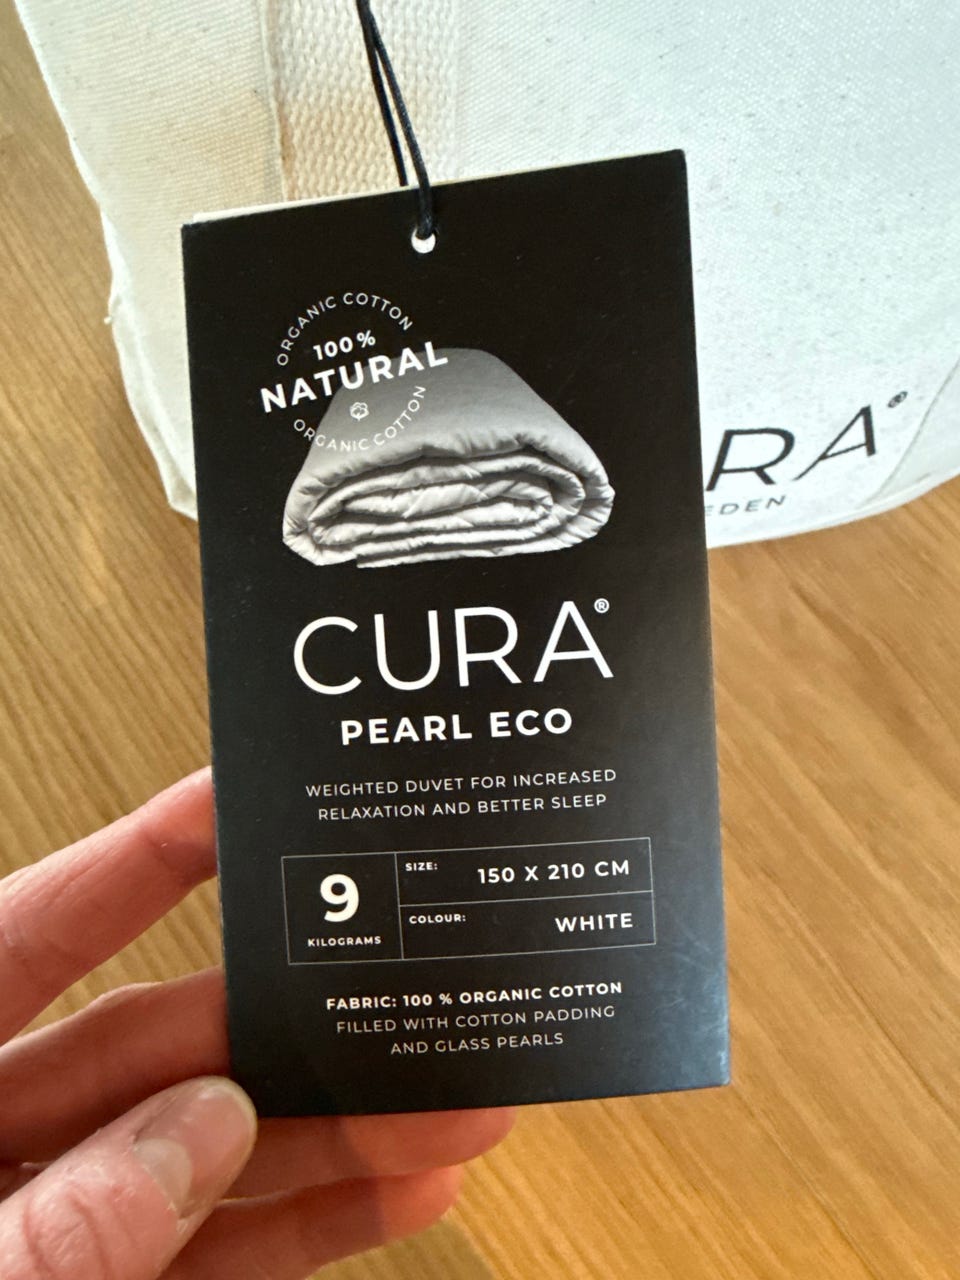 ORGANIC COTTON
100 %
NATURAL
ORGANIC COTTON
CURA®
PEARL ECO
WEIGHTED DUVET FOR INCREASED
RELAXATION AND BETTER SLEEP
9
KILOGRAMS
SIZE: 150 X 210 CM
COLOUR: WHITE
FABRIC: 100 % ORGANIC COTTON
FILLED WITH COTTON PADDING
AND GLASS PEARLS
RA®
EDEN